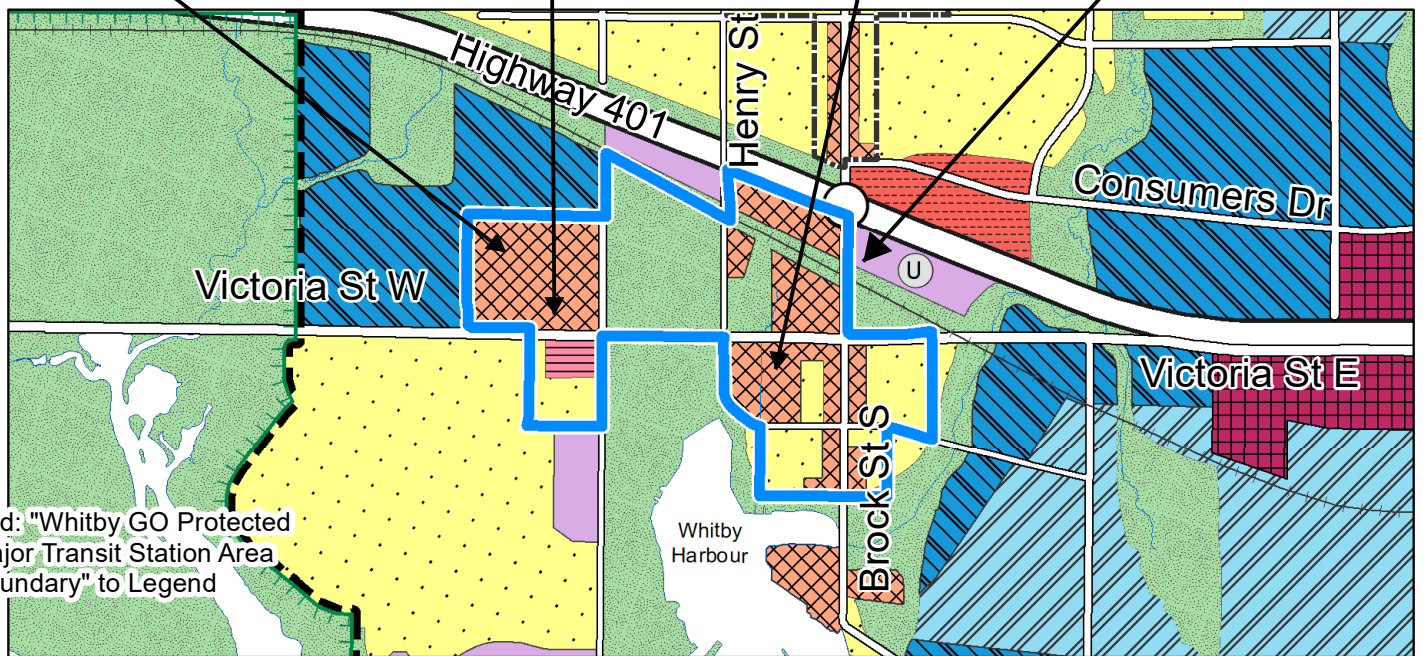 Highway 401
Henry St
Consumers Dr
U
Victoria St W
Victoria St E
Brock St S
d: "Whitby GO Protected
ajor Transit Station Area
undary" to Legend
Whitby
Harbour